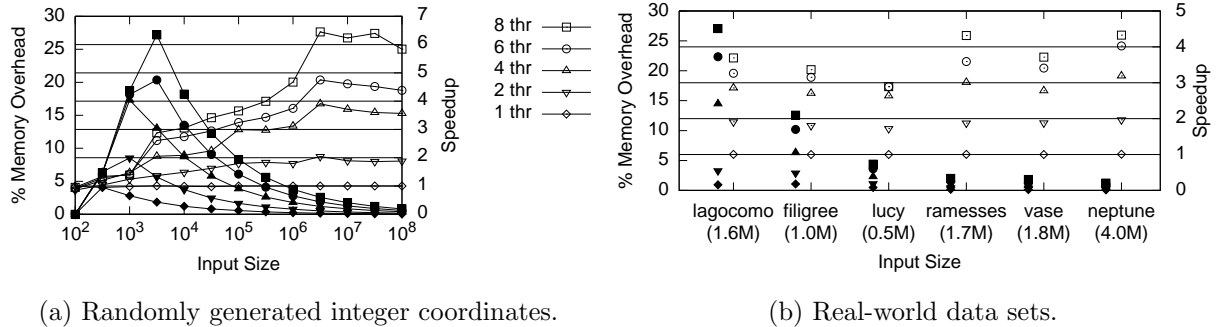 % Memory Overhead
30
25
20
15
10
5
0
10^2
10^3
10^4
10^5
10^6
10^7
10^8
Input Size
7
6
5
4
3
2
1
0
Speedup
8 thr
6 thr
4 thr
2 thr
1 thr
(a) Randomly generated integer coordinates.
% Memory Overhead
30
25
20
15
10
5
0
lagocomo filigree lucy ramesses vase neptune
(1.6M) (1.0M) (0.5M) (1.7M) (1.8M) (4.0M)
Input Size
5
4
3
2
1
0
Speedup
(b) Real-world data sets.